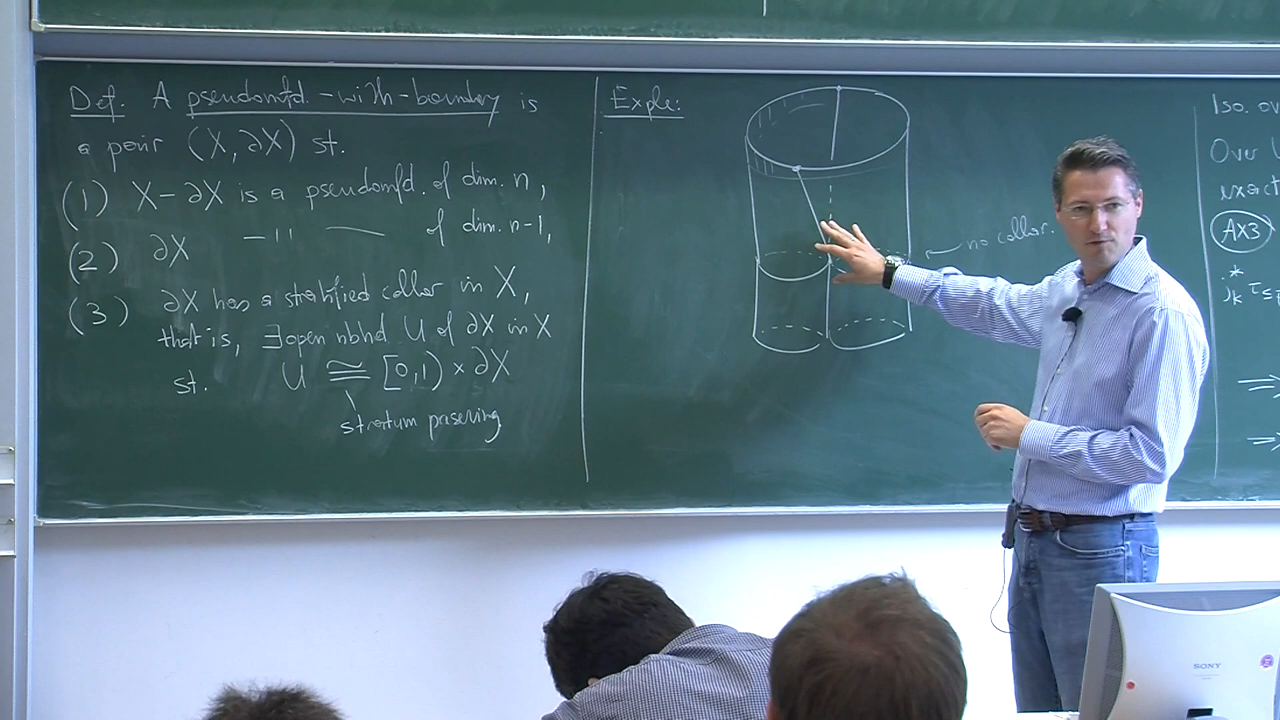 Def: A pseudomfd.-with-boundary is
a pair (X, ∂X) st.
(1) X-∂X is a pseudomfd. of dim. n,
(2) ∂X —"— of dim. n-1,
(3) ∂X has a stratified collar in X,
that is, ∃ open nbhd U of ∂X in X
st. U ≅ [0,1) × ∂X
stratum preserving
Exple:
← no collar.
Iso. ov
Over
exact
AX3
j_k^*
⇒
⇒
SONY